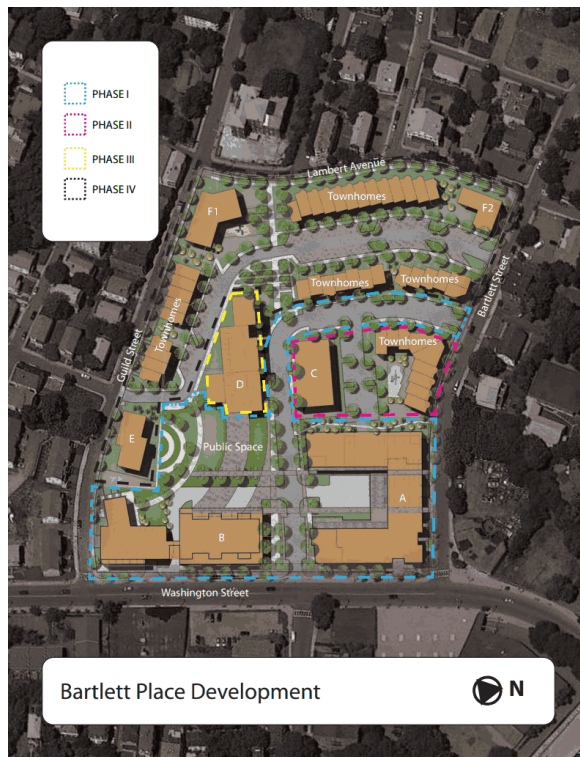 PHASE I
PHASE II
PHASE III
PHASE IV
Lambert Avenue
Townhomes
F1
F2
Townhomes
Townhomes
Bartlett Street
Guild Street
Townhomes
Townhomes
C
D
E
Public Space
A
B
Washington Street
Bartlett Place Development
N